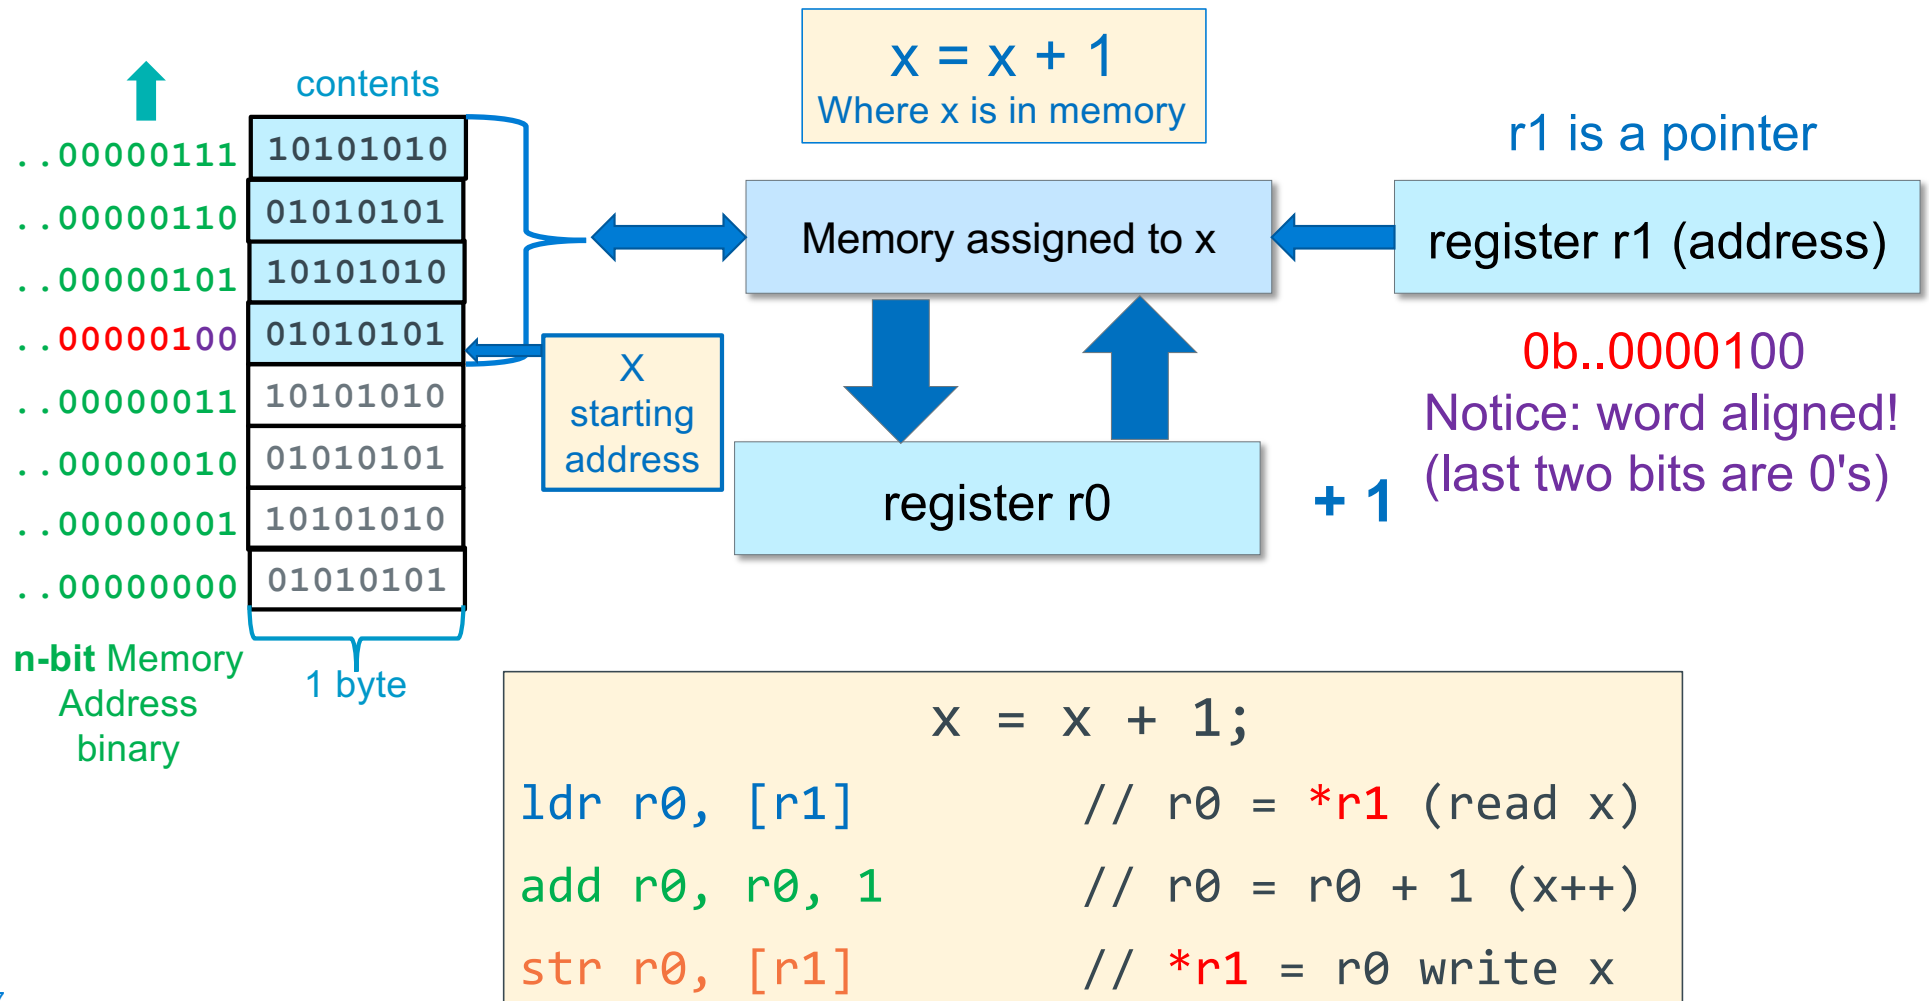 x = x + 1
Where x is in memory
contents
..00000111 10101010
..00000110 01010101
..00000101 10101010
..00000100 01010101
..00000011 10101010
..00000010 01010101
..00000001 10101010
..00000000 01010101
n-bit Memory
Address
binary
1 byte
X
starting
address
Memory assigned to x
register r0
+ 1
r1 is a pointer
register r1 (address)
0b..0000100
Notice: word aligned!
(last two bits are 0's)
x = x + 1;
ldr r0, [r1] // r0 = *r1 (read x)
add r0, r0, 1 // r0 = r0 + 1 (x++)
str r0, [r1] // *r1 = r0 write x